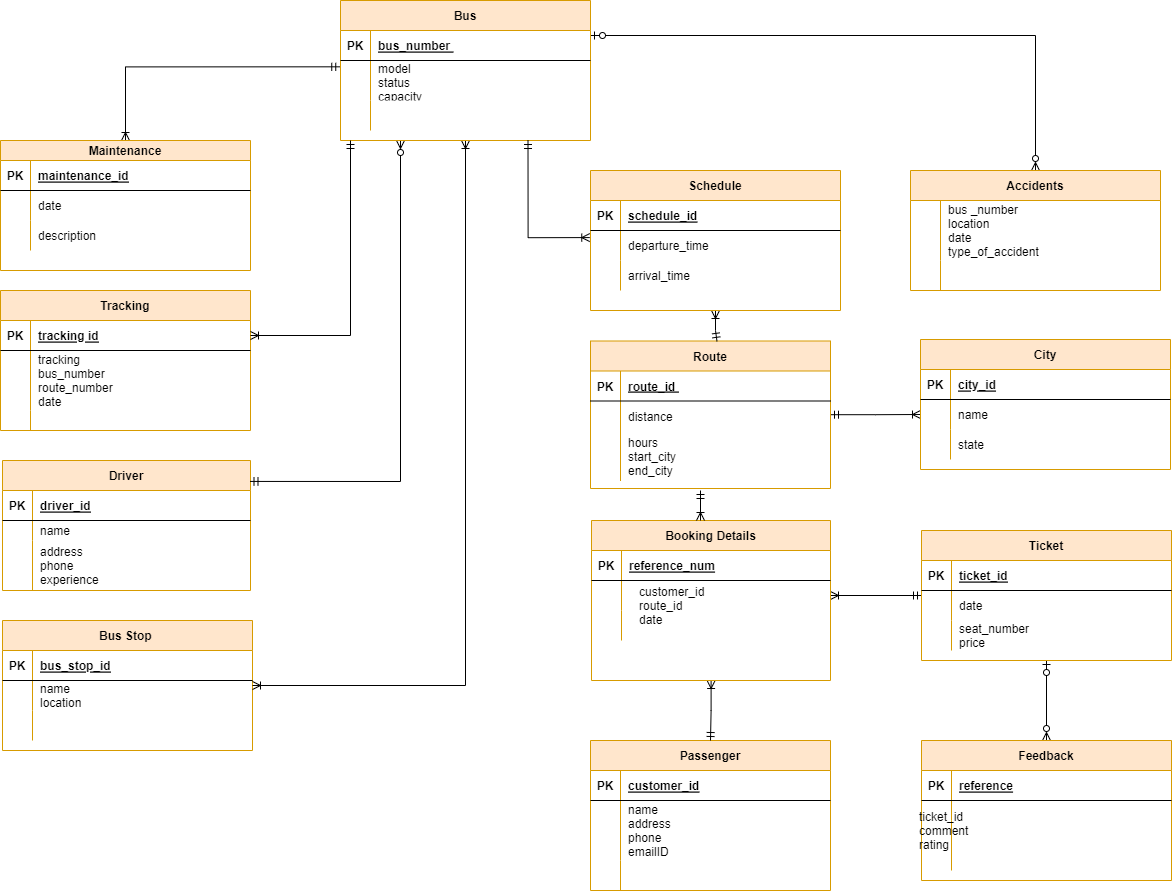 Bus
PK bus_number
model
status
capacity
Maintenance
PK maintenance_id
date
description
Schedule
PK schedule_id
departure_time
arrival_time
Accidents
bus _number
location
date
type_of_accident
Tracking
PK tracking id
tracking
bus_number
route_number
date
Route
PK route_id
distance
hours
start_city
end_city
City
PK city_id
name
state
Driver
PK driver_id
name
address
phone
experience
Booking Details
PK reference_num
customer_id
route_id
date
Ticket
PK ticket_id
date
seat_number
price
Bus Stop
PK bus_stop_id
name
location
Passenger
PK customer_id
name
address
phone
emailID
Feedback
PK reference
ticket_id
comment
rating